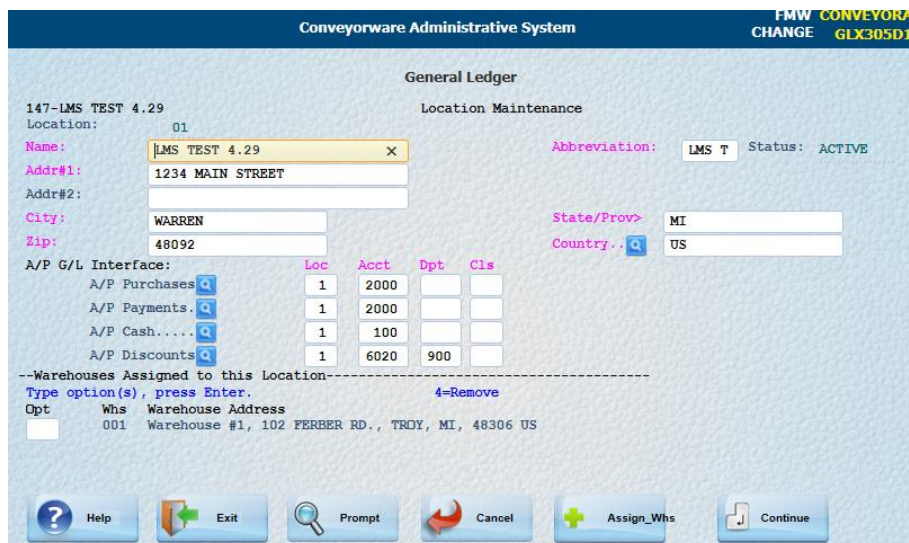 Conveyorware Administrative System
FMW CONVEYORA
CHANGE GLX305D1
General Ledger
147-LMS TEST 4.29 Location Maintenance
Location: 01
Name: LMS TEST 4.29 × Abbreviation: LMS T Status: ACTIVE
Addr#1: 1234 MAIN STREET
Addr#2:
City: WARREN State/Prov> MI
Zip: 48092 Country.. US
A/P G/L Interface: Loc Acct Dpt Cls
A/P Purchases 1 2000
A/P Payments. 1 2000
A/P Cash..... 1 100
A/P Discounts 1 6020 900
--Warehouses Assigned to this Location-----------------------------------------
Type option(s), press Enter. 4=Remove
Opt Whs Warehouse Address
001 Warehouse #1, 102 FERBER RD., TROY, MI, 48306 US
Help Exit Prompt Cancel Assign_Whs Continue